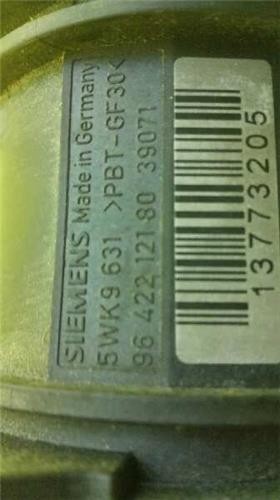 SIEMENS Made in Germany
5WK9 631 >PBT-GF30<
96 422 121 80 39071
13773205